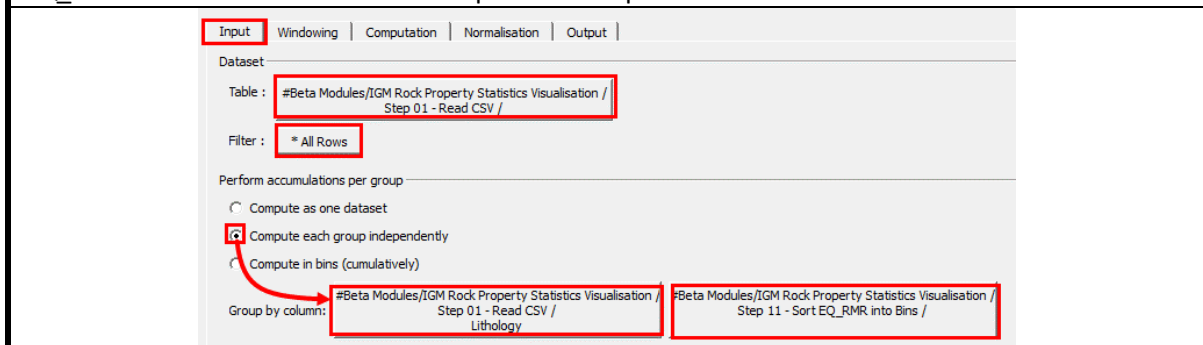 Input Windowing Computation Normalisation Output
Dataset
Table : #Beta Modules/IGM Rock Property Statistics Visualisation /
Step 01 - Read CSV /
Filter : * All Rows
Perform accumulations per group
Compute as one dataset
Compute each group independently
Compute in bins (cumulatively)
#Beta Modules/IGM Rock Property Statistics Visualisation / #Beta Modules/IGM Rock Property Statistics Visualisation /
Group by column: Step 01 - Read CSV / Step 11 - Sort EQ_RMR into Bins /
Lithology